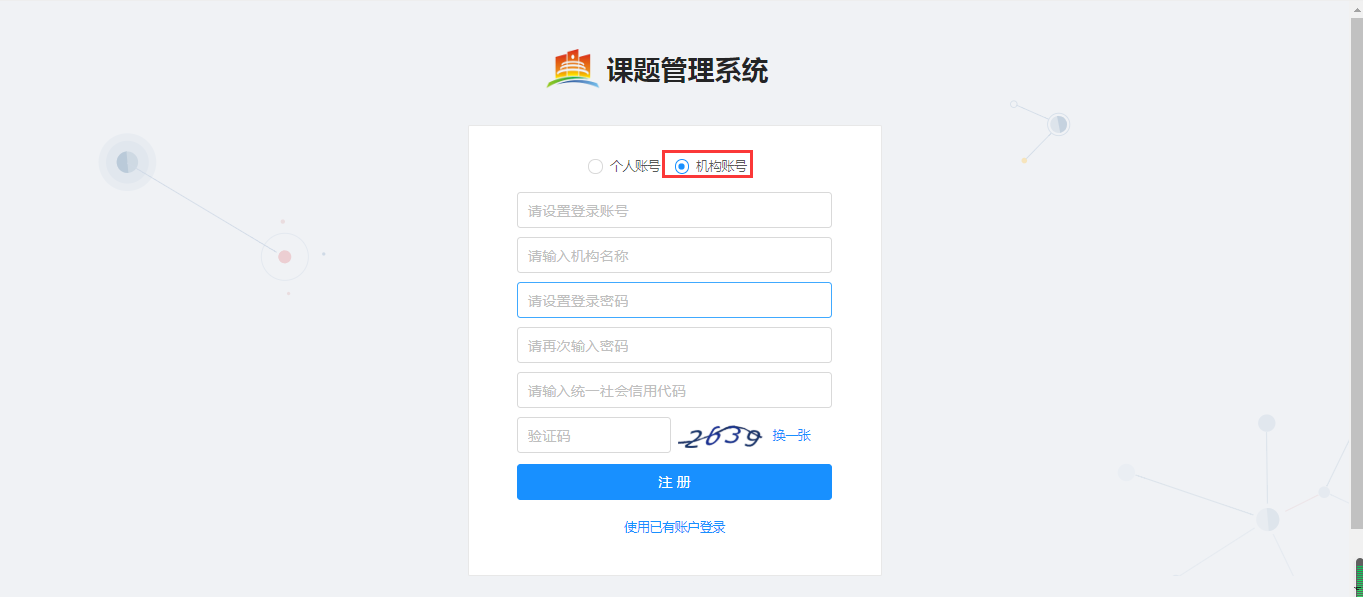 课题管理系统
个人账号 机构账号
请设置登录账号
请输入机构名称
请设置登录密码
请再次输入密码
请输入统一社会信用代码
验证码 2639 换一张
注 册
使用已有账户登录